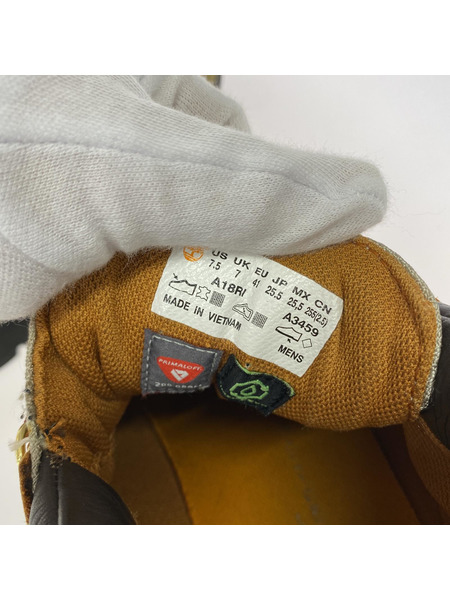 US UK EU JP MX CN
7.5 7 41 25.5 25.5 255(2.5)
A18RI A3459
MADE IN VIETNAM
MENS
PRIMALOFT